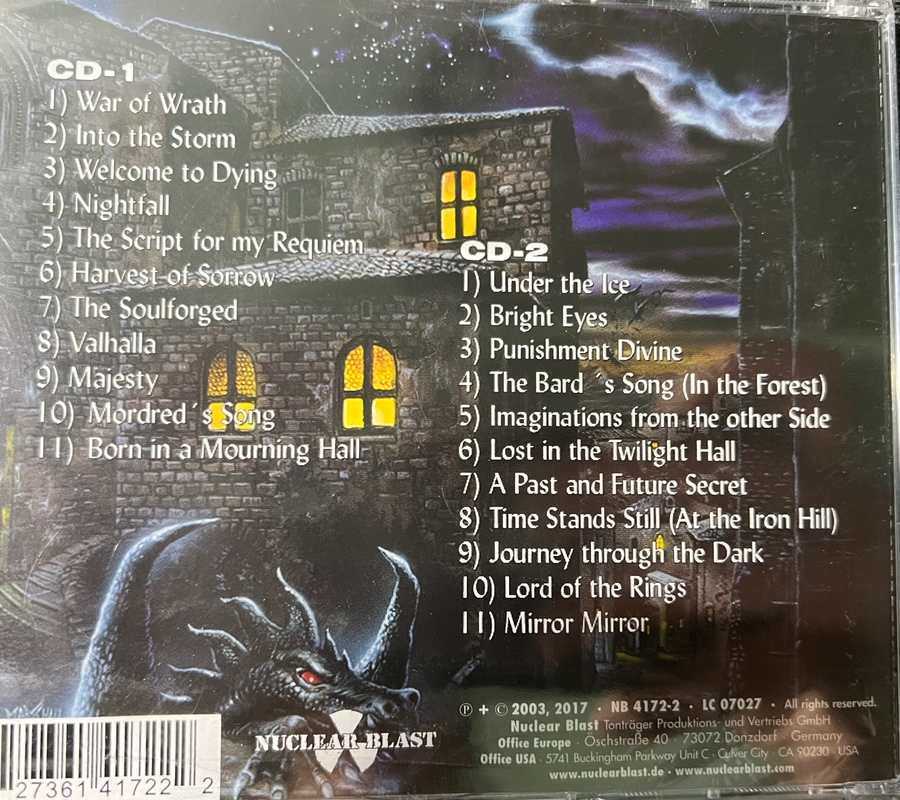 CD-1
1) War of Wrath
2) Into the Storm
3) Welcome to Dying
4) Nightfall
5) The Script for my Requiem
6) Harvest of Sorrow
7) The Soulforged
8) Valhalla
9) Majesty
10) Mordred´s Song
11) Born in a Mourning Hall
CD-2
1) Under the Ice
2) Bright Eyes
3) Punishment Divine
4) The Bard ´s Song (In the Forest)
5) Imaginations from the other Side
6) Lost in the Twilight Hall
7) A Past and Future Secret
8) Time Stands Still (At the Iron Hill)
9) Journey through the Dark
10) Lord of the Rings
11) Mirror Mirror
℗ + © 2003, 2017 · NB 4172-2 · LC 07027 · All rights reserved.
Nuclear Blast Tonträger Produktions- und Vertriebs GmbH
Office Europe · Öschstraße 40 · 73072 Donzdorf · Germany
Office USA · 5741 Buckingham Parkway Unit C · Culver City · CA 90230 · USA
www.nuclearblast.de · www.nuclearblast.com
NUCLEAR BLAST
27361 41722 2